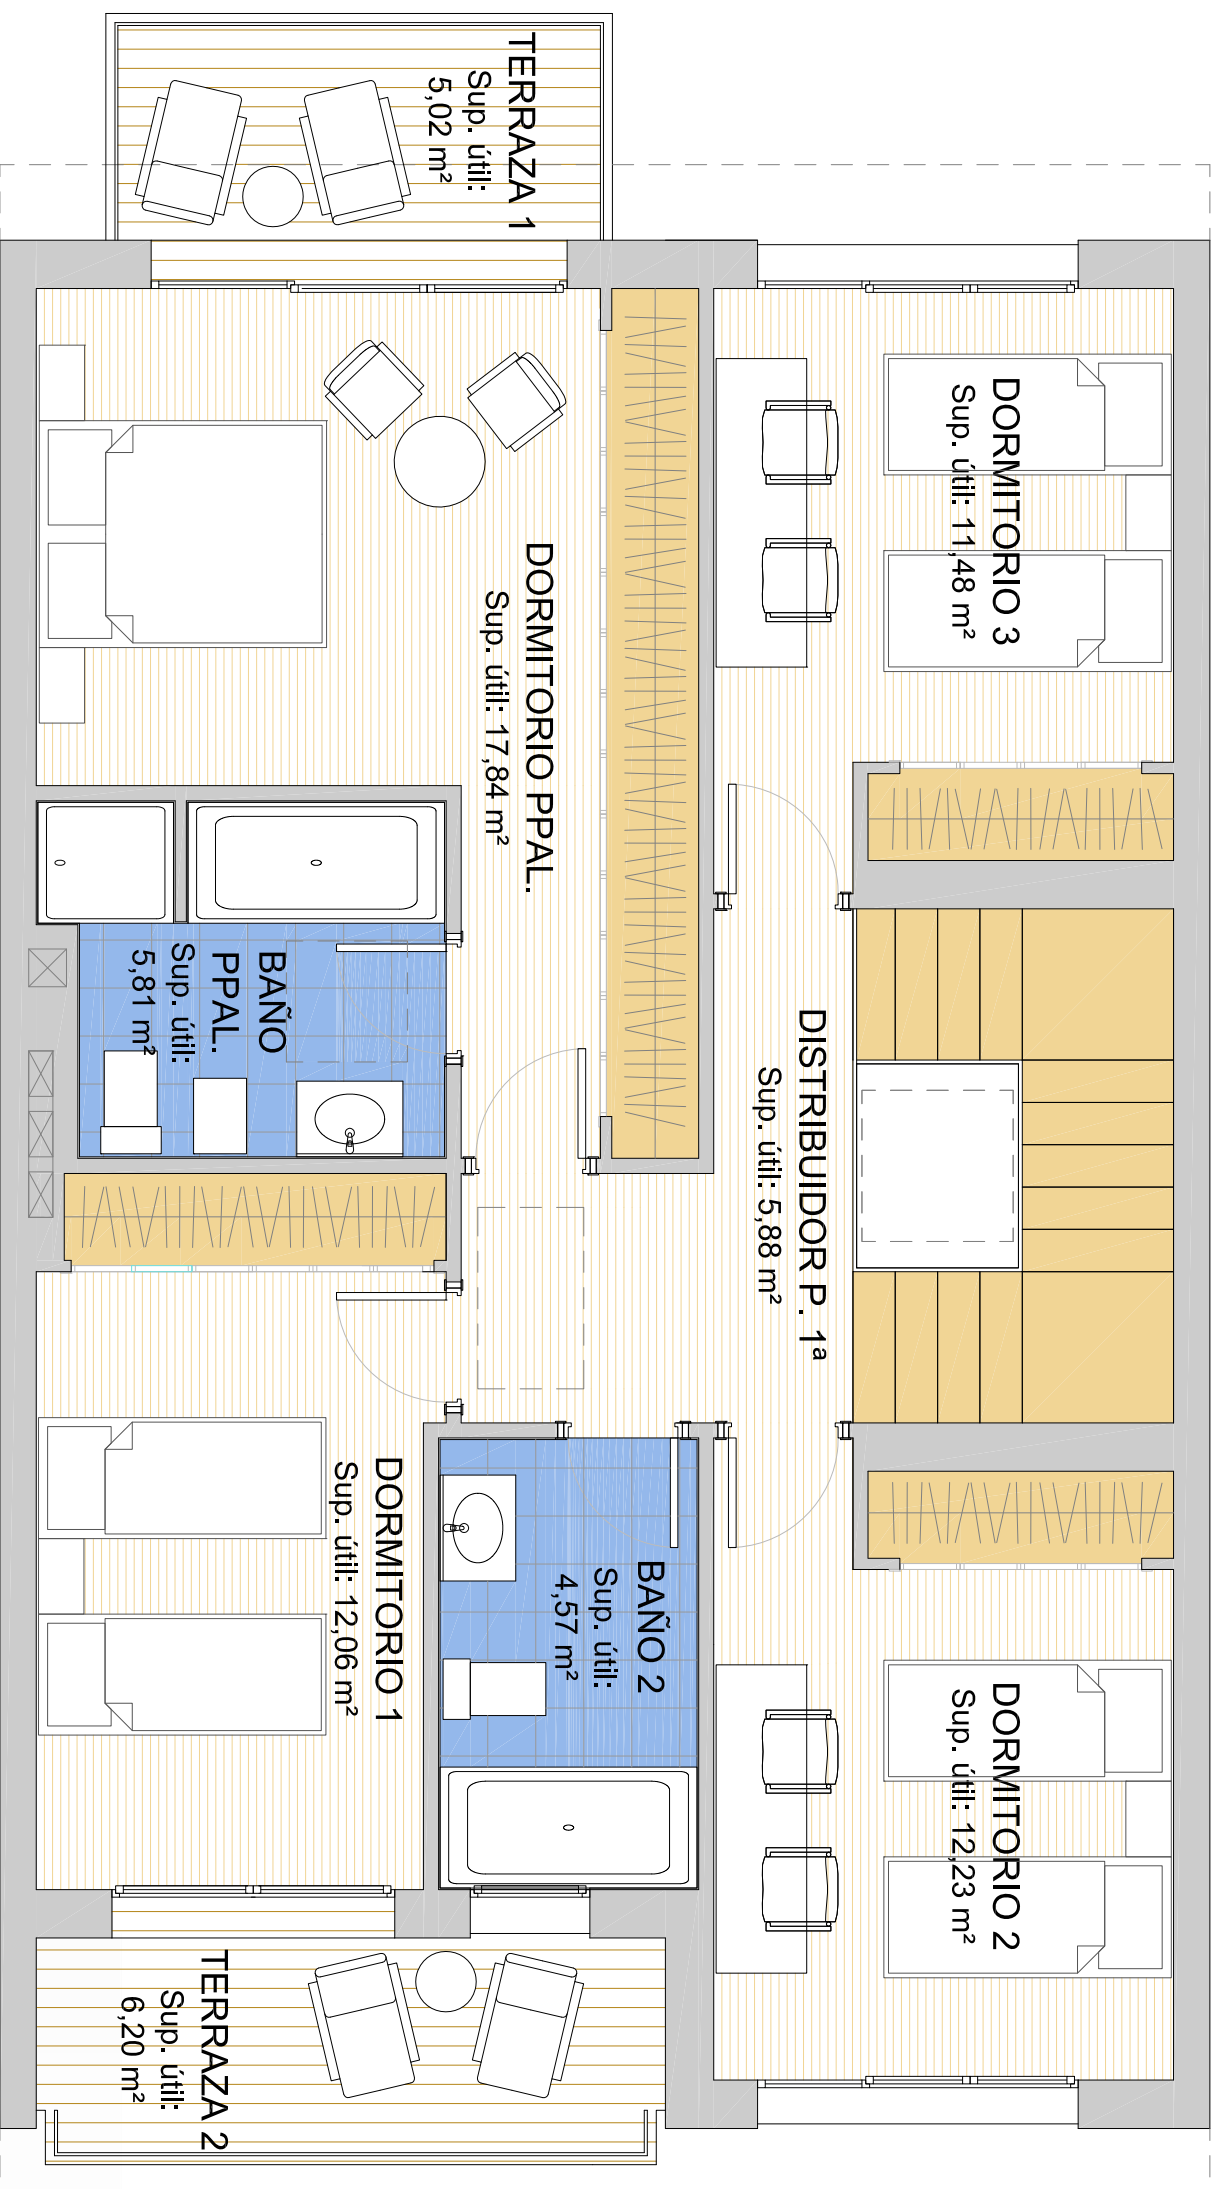 TERRAZA 1
Sup. útil:
5,02 m²
DORMITORIO 3
Sup. útil: 11,48 m²
DORMITORIO PPAL.
Sup. útil: 17,84 m²
BAÑO
PPAL.
Sup. útil:
5,81 m²
DISTRIBUIDOR P. 1ª
Sup. útil: 5,88 m²
DORMITORIO 1
Sup. útil: 12,06 m²
BAÑO 2
Sup. útil:
4,57 m²
DORMITORIO 2
Sup. útil: 12,23 m²
TERRAZA 2
Sup. útil:
6,20 m²